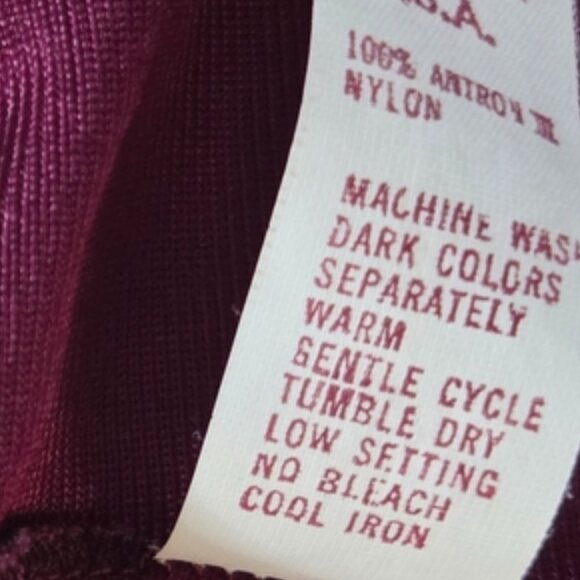 U.S.A.
100% ANTRON III
NYLON
MACHINE WASH
DARK COLORS
SEPARATELY
WARM
GENTLE CYCLE
TUMBLE DRY
LOW SETTING
NO BLEACH
COOL IRON